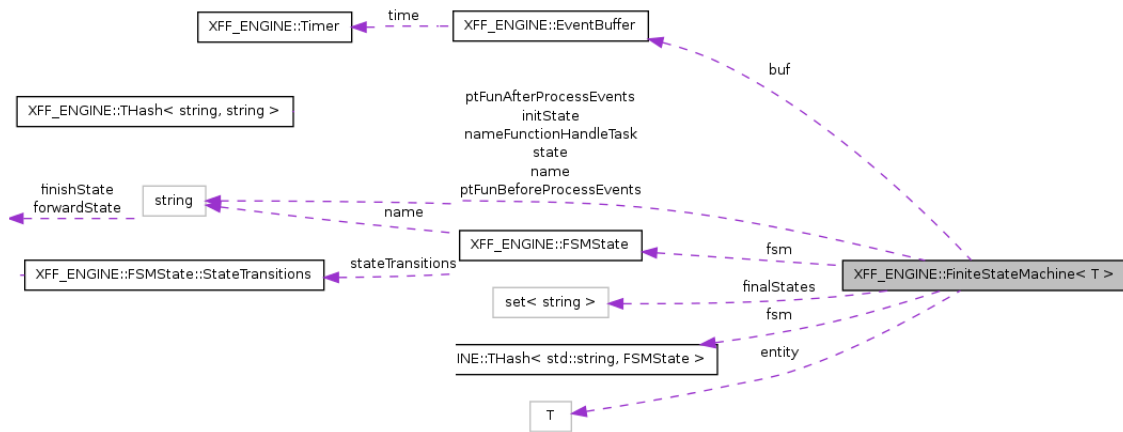 time
XFF_ENGINE::Timer
XFF_ENGINE::EventBuffer
buf
XFF_ENGINE::THash< string, string >
ptFunAfterProcessEvents
initState
nameFunctionHandleTask
state
name
ptFunBeforeProcessEvents
finishState
forwardState
string
name
XFF_ENGINE::FSMState
fsm
XFF_ENGINE::FSMState::StateTransitions
stateTransitions
XFF_ENGINE::FiniteStateMachine< T >
set< string >
finalStates
fsm
INE::THash< std::string, FSMState >
entity
T